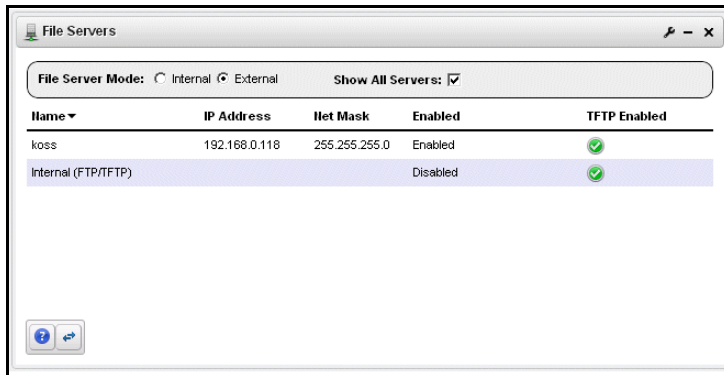 File Servers
File Server Mode: Internal External Show All Servers:
Name IP Address Net Mask Enabled TFTP Enabled
koss 192.168.0.118 255.255.255.0 Enabled
Internal (FTP/TFTP) Disabled